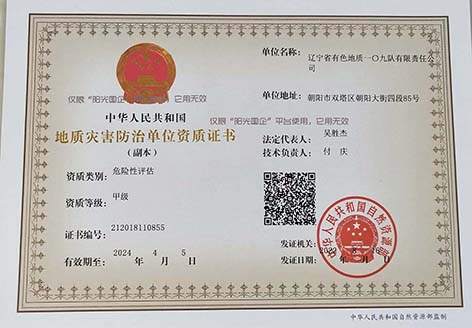 仅限“阳光国企”平台使用，它用无效
中华人民共和国
地质灾害防治单位资质证书
（副本）
资质类别：危险性评估
资质等级：甲级
证书编号：212018110855
有效期至：2024 年 4 月 5 日
单位名称：辽宁省有色地质一〇九队有限责任公
司
单位地址：朝阳市双塔区朝阳大街四段85号
仅限“阳光国企”平台使用，它用无效
法定代表人：吴胜杰
技术负责人：付 庆
中华人民共和国自然资源部
发证机关：
发证日期： 年 月 日
中华人民共和国自然资源部监制